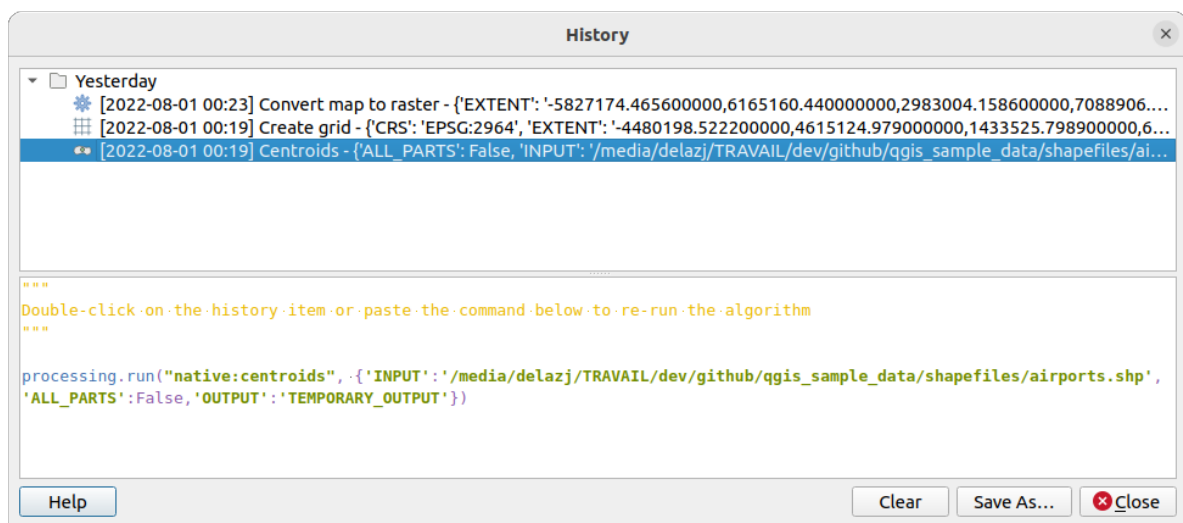 History
Yesterday
[2022-08-01 00:23] Convert map to raster - {'EXTENT': '-5827174.465600000,6165160.440000000,2983004.158600000,7088906....
[2022-08-01 00:19] Create grid - {'CRS': 'EPSG:2964', 'EXTENT': '-4480198.522200000,4615124.979000000,1433525.798900000,6...
[2022-08-01 00:19] Centroids - {'ALL_PARTS': False, 'INPUT': '/media/delazj/TRAVAIL/dev/github/qgis_sample_data/shapefiles/ai...
"""
Double-click·on·the·history·item·or·paste·the·command·below·to·re-run·the·algorithm
"""
processing.run("native:centroids",·{'INPUT':'/media/delazj/TRAVAIL/dev/github/qgis_sample_data/shapefiles/airports.shp',
'ALL_PARTS':False,'OUTPUT':'TEMPORARY_OUTPUT'})
Help Clear Save As... Close